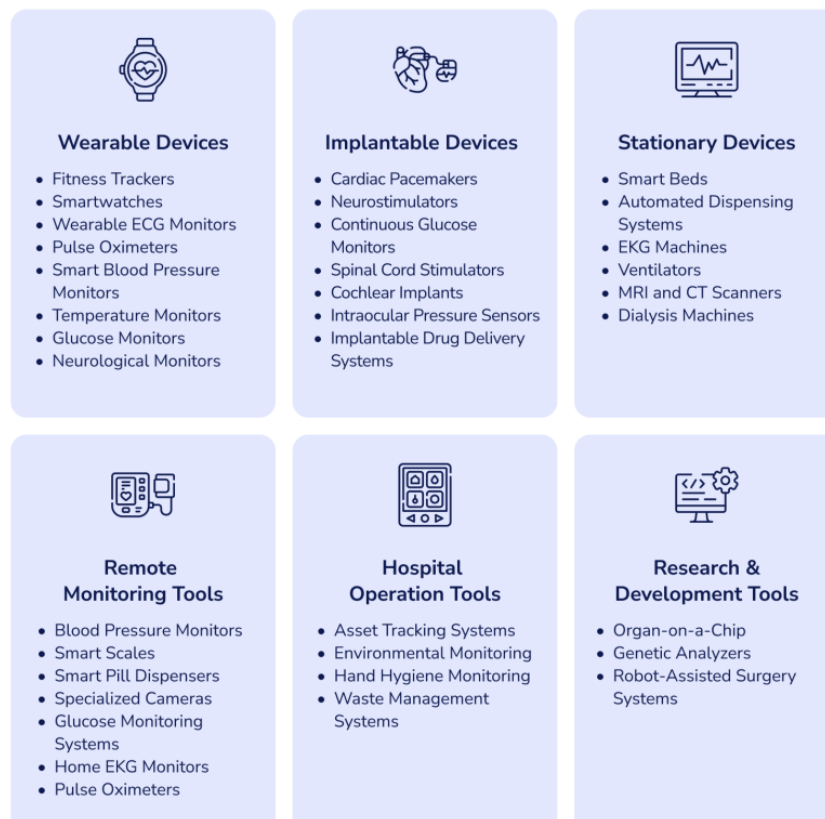 Wearable Devices
• Fitness Trackers
• Smartwatches
• Wearable ECG Monitors
• Pulse Oximeters
• Smart Blood Pressure
Monitors
• Temperature Monitors
• Glucose Monitors
• Neurological Monitors
Implantable Devices
• Cardiac Pacemakers
• Neurostimulators
• Continuous Glucose
Monitors
• Spinal Cord Stimulators
• Cochlear Implants
• Intraocular Pressure Sensors
• Implantable Drug Delivery
Systems
Stationary Devices
• Smart Beds
• Automated Dispensing
Systems
• EKG Machines
• Ventilators
• MRI and CT Scanners
• Dialysis Machines
Remote
Monitoring Tools
• Blood Pressure Monitors
• Smart Scales
• Smart Pill Dispensers
• Specialized Cameras
• Glucose Monitoring
Systems
• Home EKG Monitors
• Pulse Oximeters
Hospital
Operation Tools
• Asset Tracking Systems
• Environmental Monitoring
• Hand Hygiene Monitoring
• Waste Management
Systems
Research &
Development Tools
• Organ-on-a-Chip
• Genetic Analyzers
• Robot-Assisted Surgery
Systems